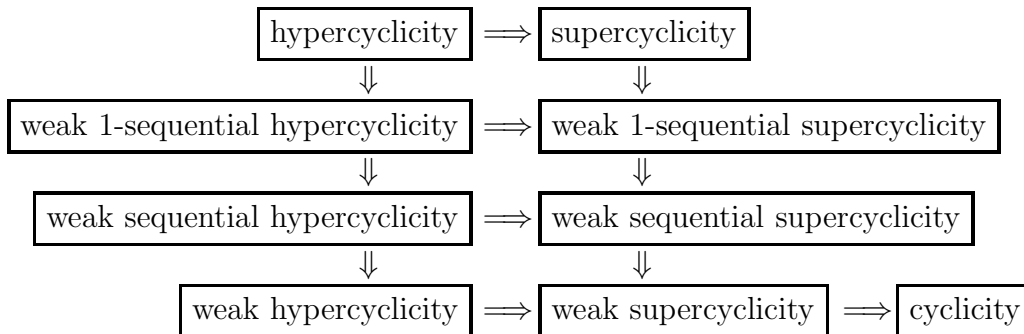 hypercyclicity ⟹ supercyclicity
⇓ ⇓
weak 1-sequential hypercyclicity ⟹ weak 1-sequential supercyclicity
⇓ ⇓
weak sequential hypercyclicity ⟹ weak sequential supercyclicity
⇓ ⇓
weak hypercyclicity ⟹ weak supercyclicity ⟹ cyclicity